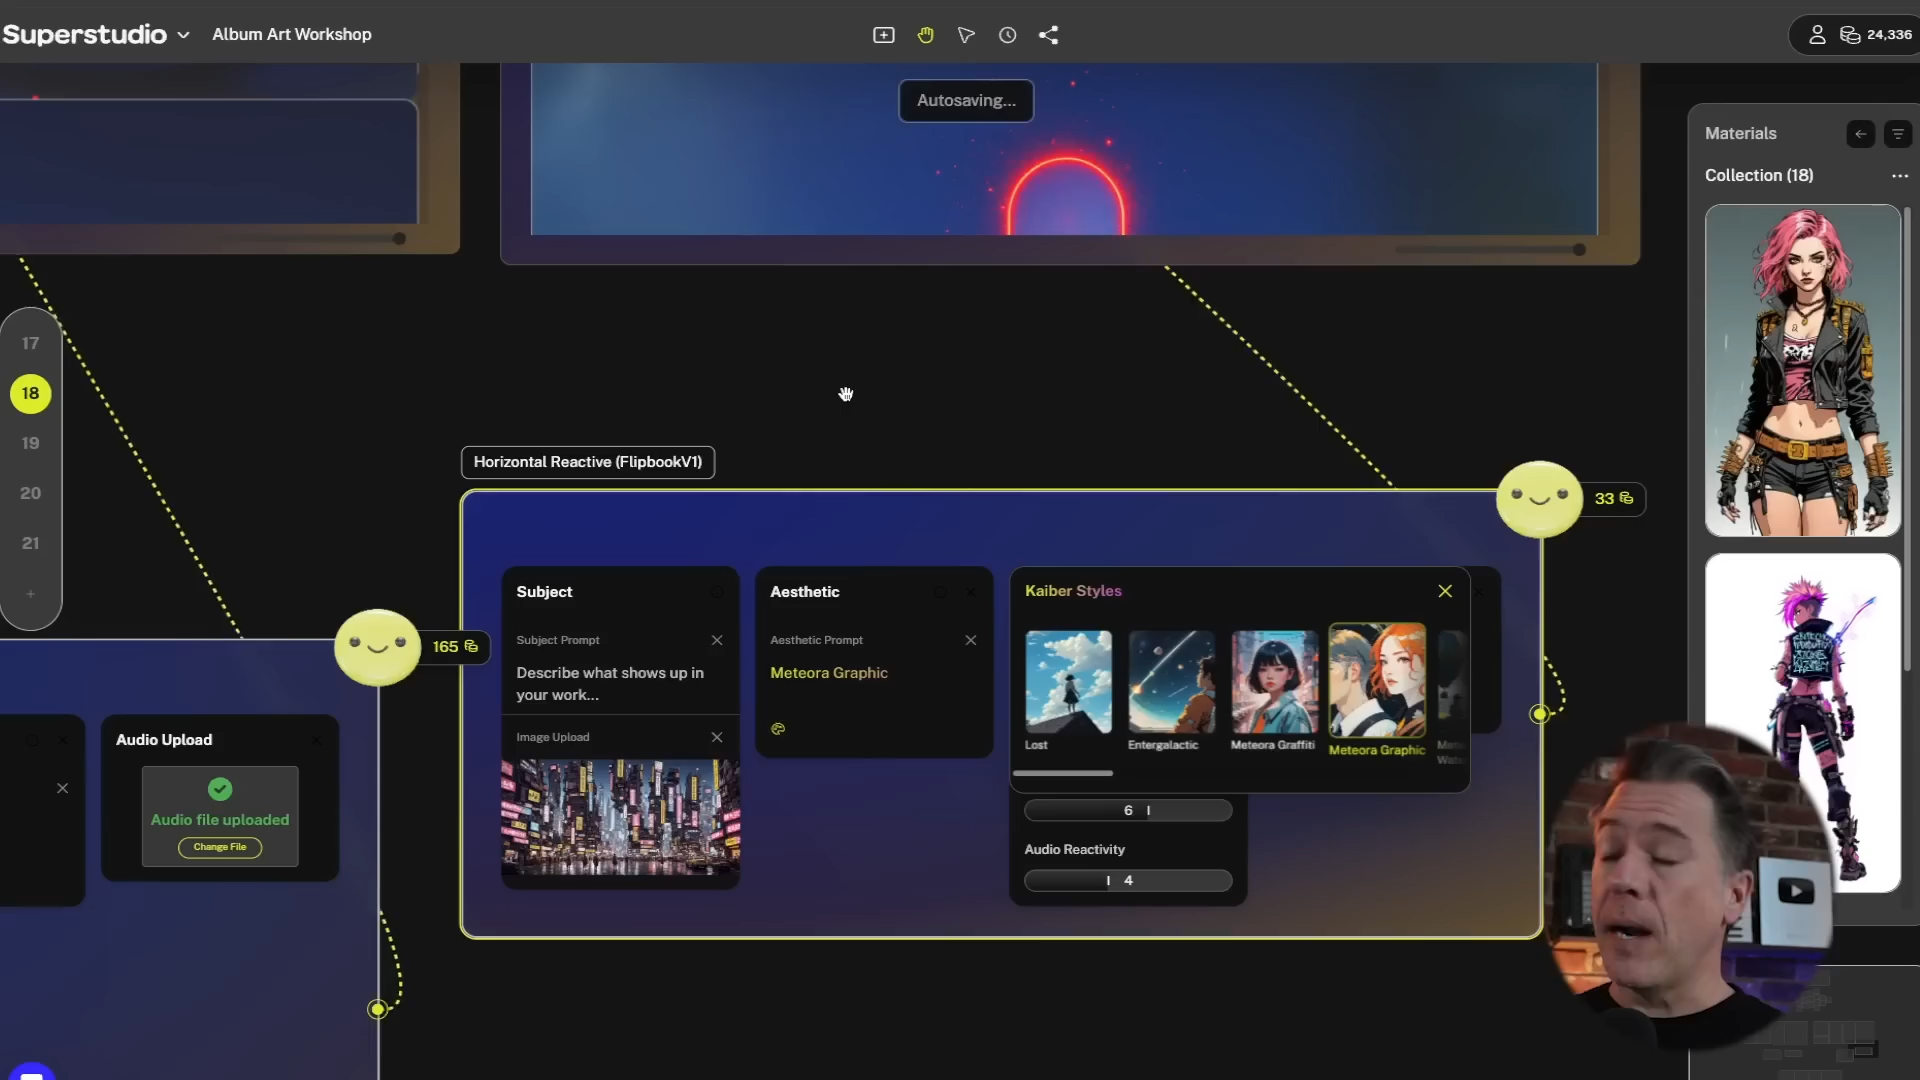 Superstudio
Album Art Workshop
24,336
Autosaving...
Materials
Collection (18)
17
18
19
20
21
+
Horizontal Reactive (FlipbookV1)
33
165
Subject
Subject Prompt
Describe what shows up in
your work...
Image Upload
Aesthetic
Aesthetic Prompt
Meteora Graphic
Kaiber Styles
Lost
Entergalactic
Meteora Graffiti
Meteora Graphic
6
Audio Reactivity
4
Audio Upload
Audio file uploaded
Change File